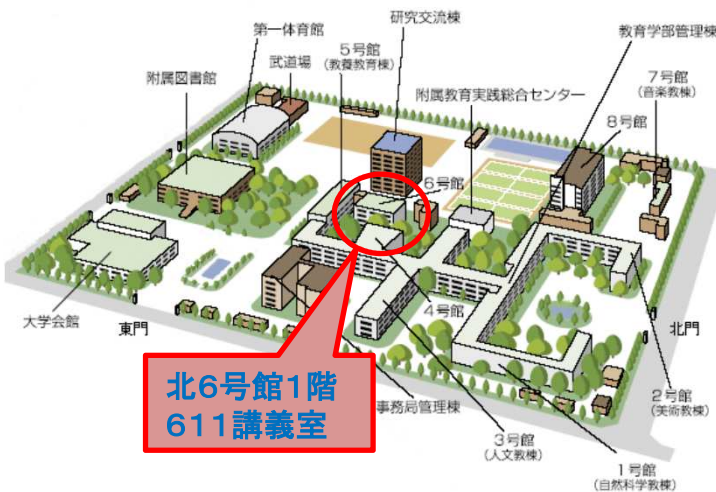 研究交流棟
第一体育館
教育学部管理棟
5号館
(教養教育棟)
武道場
7号館
(音楽教棟)
附属図書館
附属教育実践総合センター
8号館
6号館
大学会館
東門
4号館
北門
北6号館1階
611講義室
事務局管理棟
2号館
(美術教棟)
3号館
(人文教棟)
1号館
(自然科学教棟)